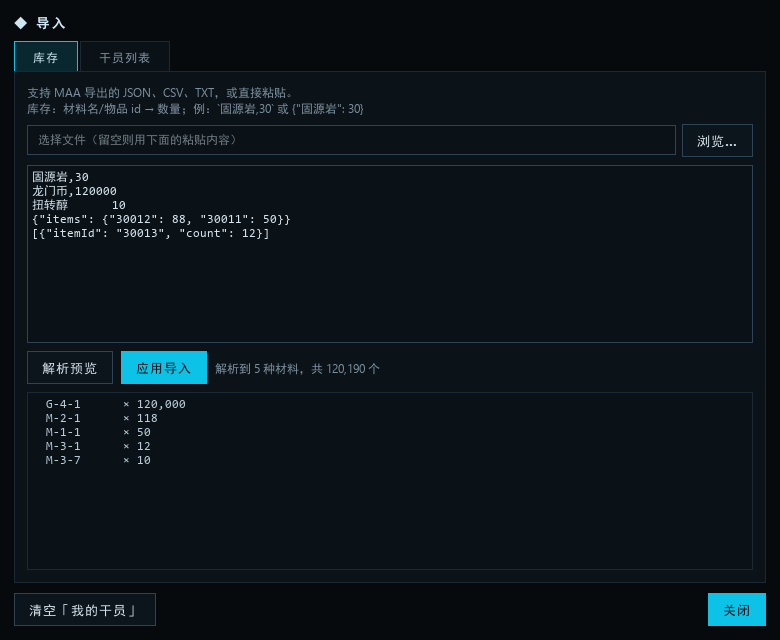 ◆ 导入
库存
干员列表
支持 MAA 导出的 JSON、CSV、TXT，或直接粘贴。
库存：材料名/物品 id → 数量；例：`固源岩,30` 或 {"固源岩": 30}
选择文件（留空则用下面的粘贴内容）
浏览...
固源岩,30
龙门币,120000
扭转醇	10
{"items": {"30012": 88, "30011": 50}}
[{"itemId": "30013", "count": 12}]
解析预览
应用导入
解析到 5 种材料，共 120,190 个
G-4-1 × 120,000
M-2-1 × 118
M-1-1 × 50
M-3-1 × 12
M-3-7 × 10
清空「我的干员」
关闭